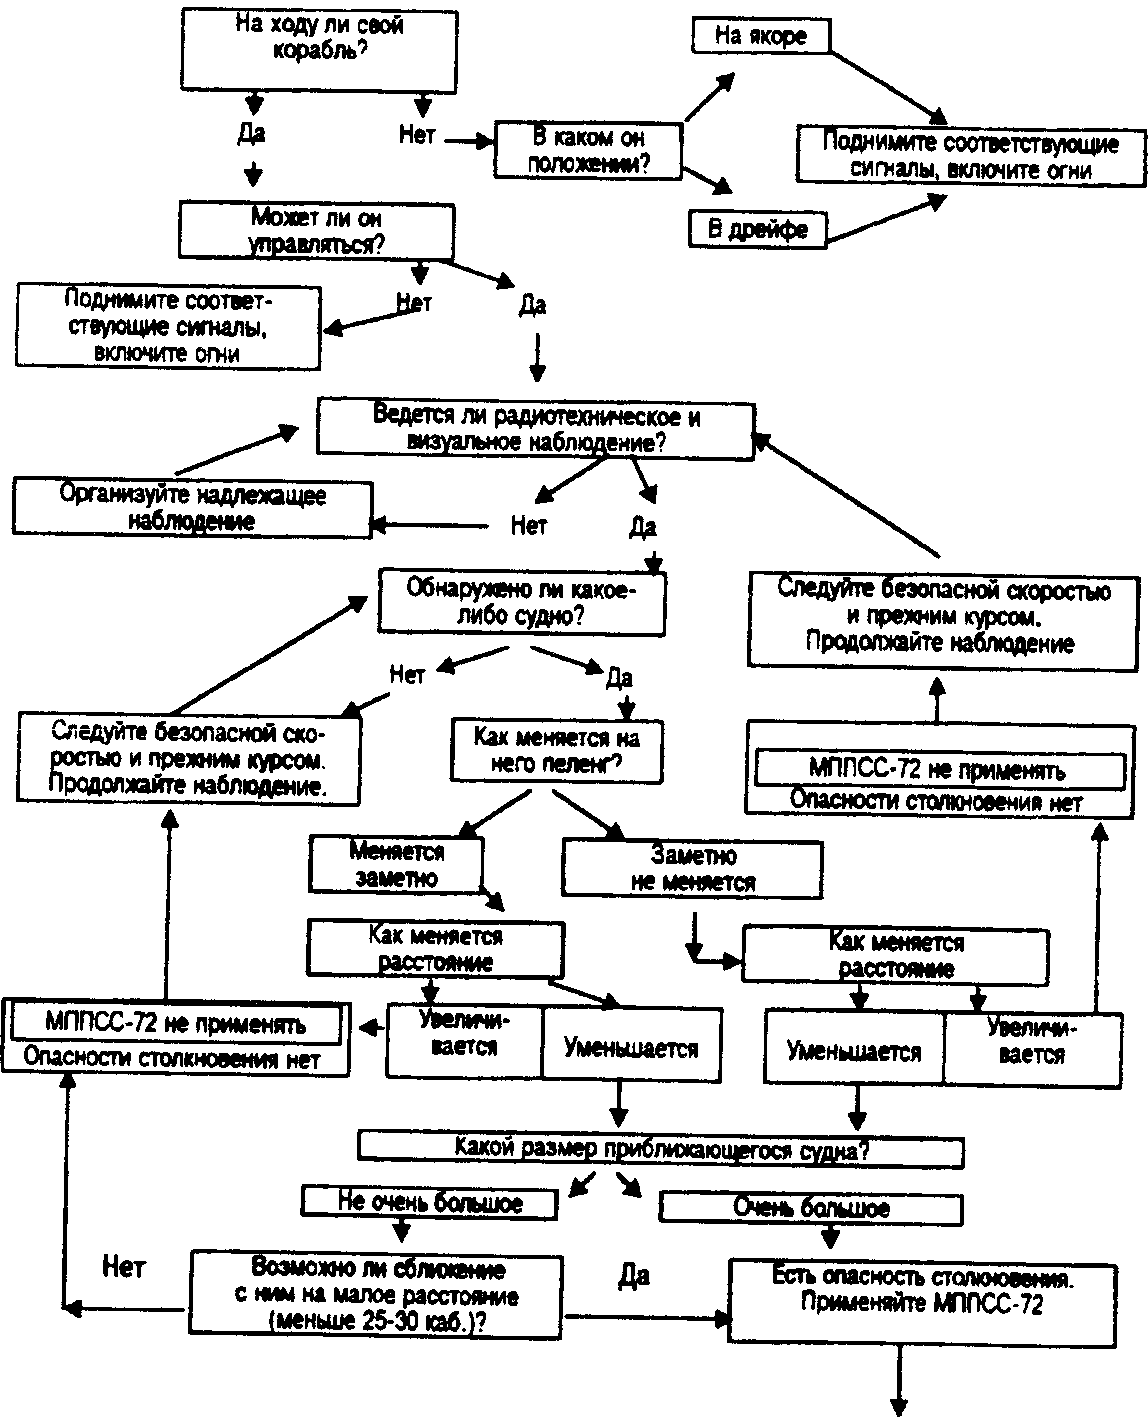 На ходу ли свой
корабль?
На якоре
Да
Нет
В каком он
положении?
Поднимите соответствующие
сигналы, включите огни
Может ли он
управляться?
В дрейфе
Поднимите соответ-
ствующие сигналы,
включите огни
Нет
Да
Ведется ли радиотехническое и
визуальное наблюдение?
Организуйте надлежащее
наблюдение
Нет
Да
Обнаружено ли какое-
либо судно?
Следуйте безопасной скоростью
и прежним курсом.
Продолжайте наблюдение
Нет
Да
Следуйте безопасной ско-
ростью и прежним курсом.
Продолжайте наблюдение.
Как меняется на
него пеленг?
МППСС-72 не применять
Опасности столкновения нет
Меняется
заметно
Заметно
не меняется
Как меняется
расстояние
Как меняется
расстояние
МППСС-72 не применять
Опасности столкновения нет
Увеличи-
вается
Уменьшается
Уменьшается
Увеличи-
вается
Какой размер приближающегося судна?
Не очень большое
Очень большое
Нет
Возможно ли сближение
с ним на малое расстояние
(меньше 25-30 каб.)?
Да
Есть опасность столкновения.
Применяйте МППСС-72